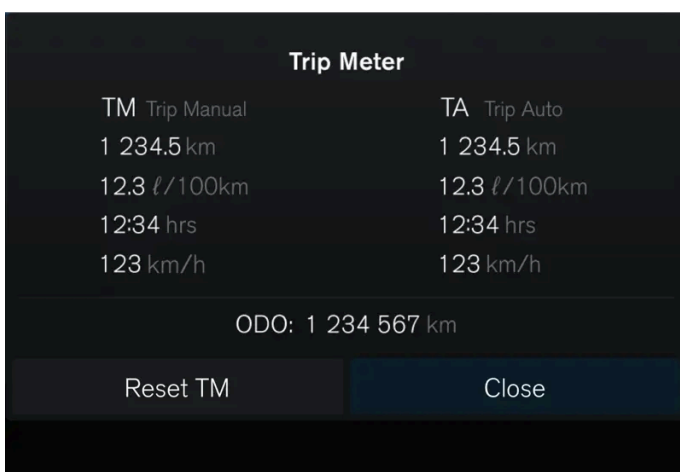 Trip Meter
TM Trip Manual
1 234.5 km
12.3 ℓ/100km
12:34 hrs
123 km/h
TA Trip Auto
1 234.5 km
12.3 ℓ/100km
12:34 hrs
123 km/h
ODO: 1 234 567 km
Reset TM
Close